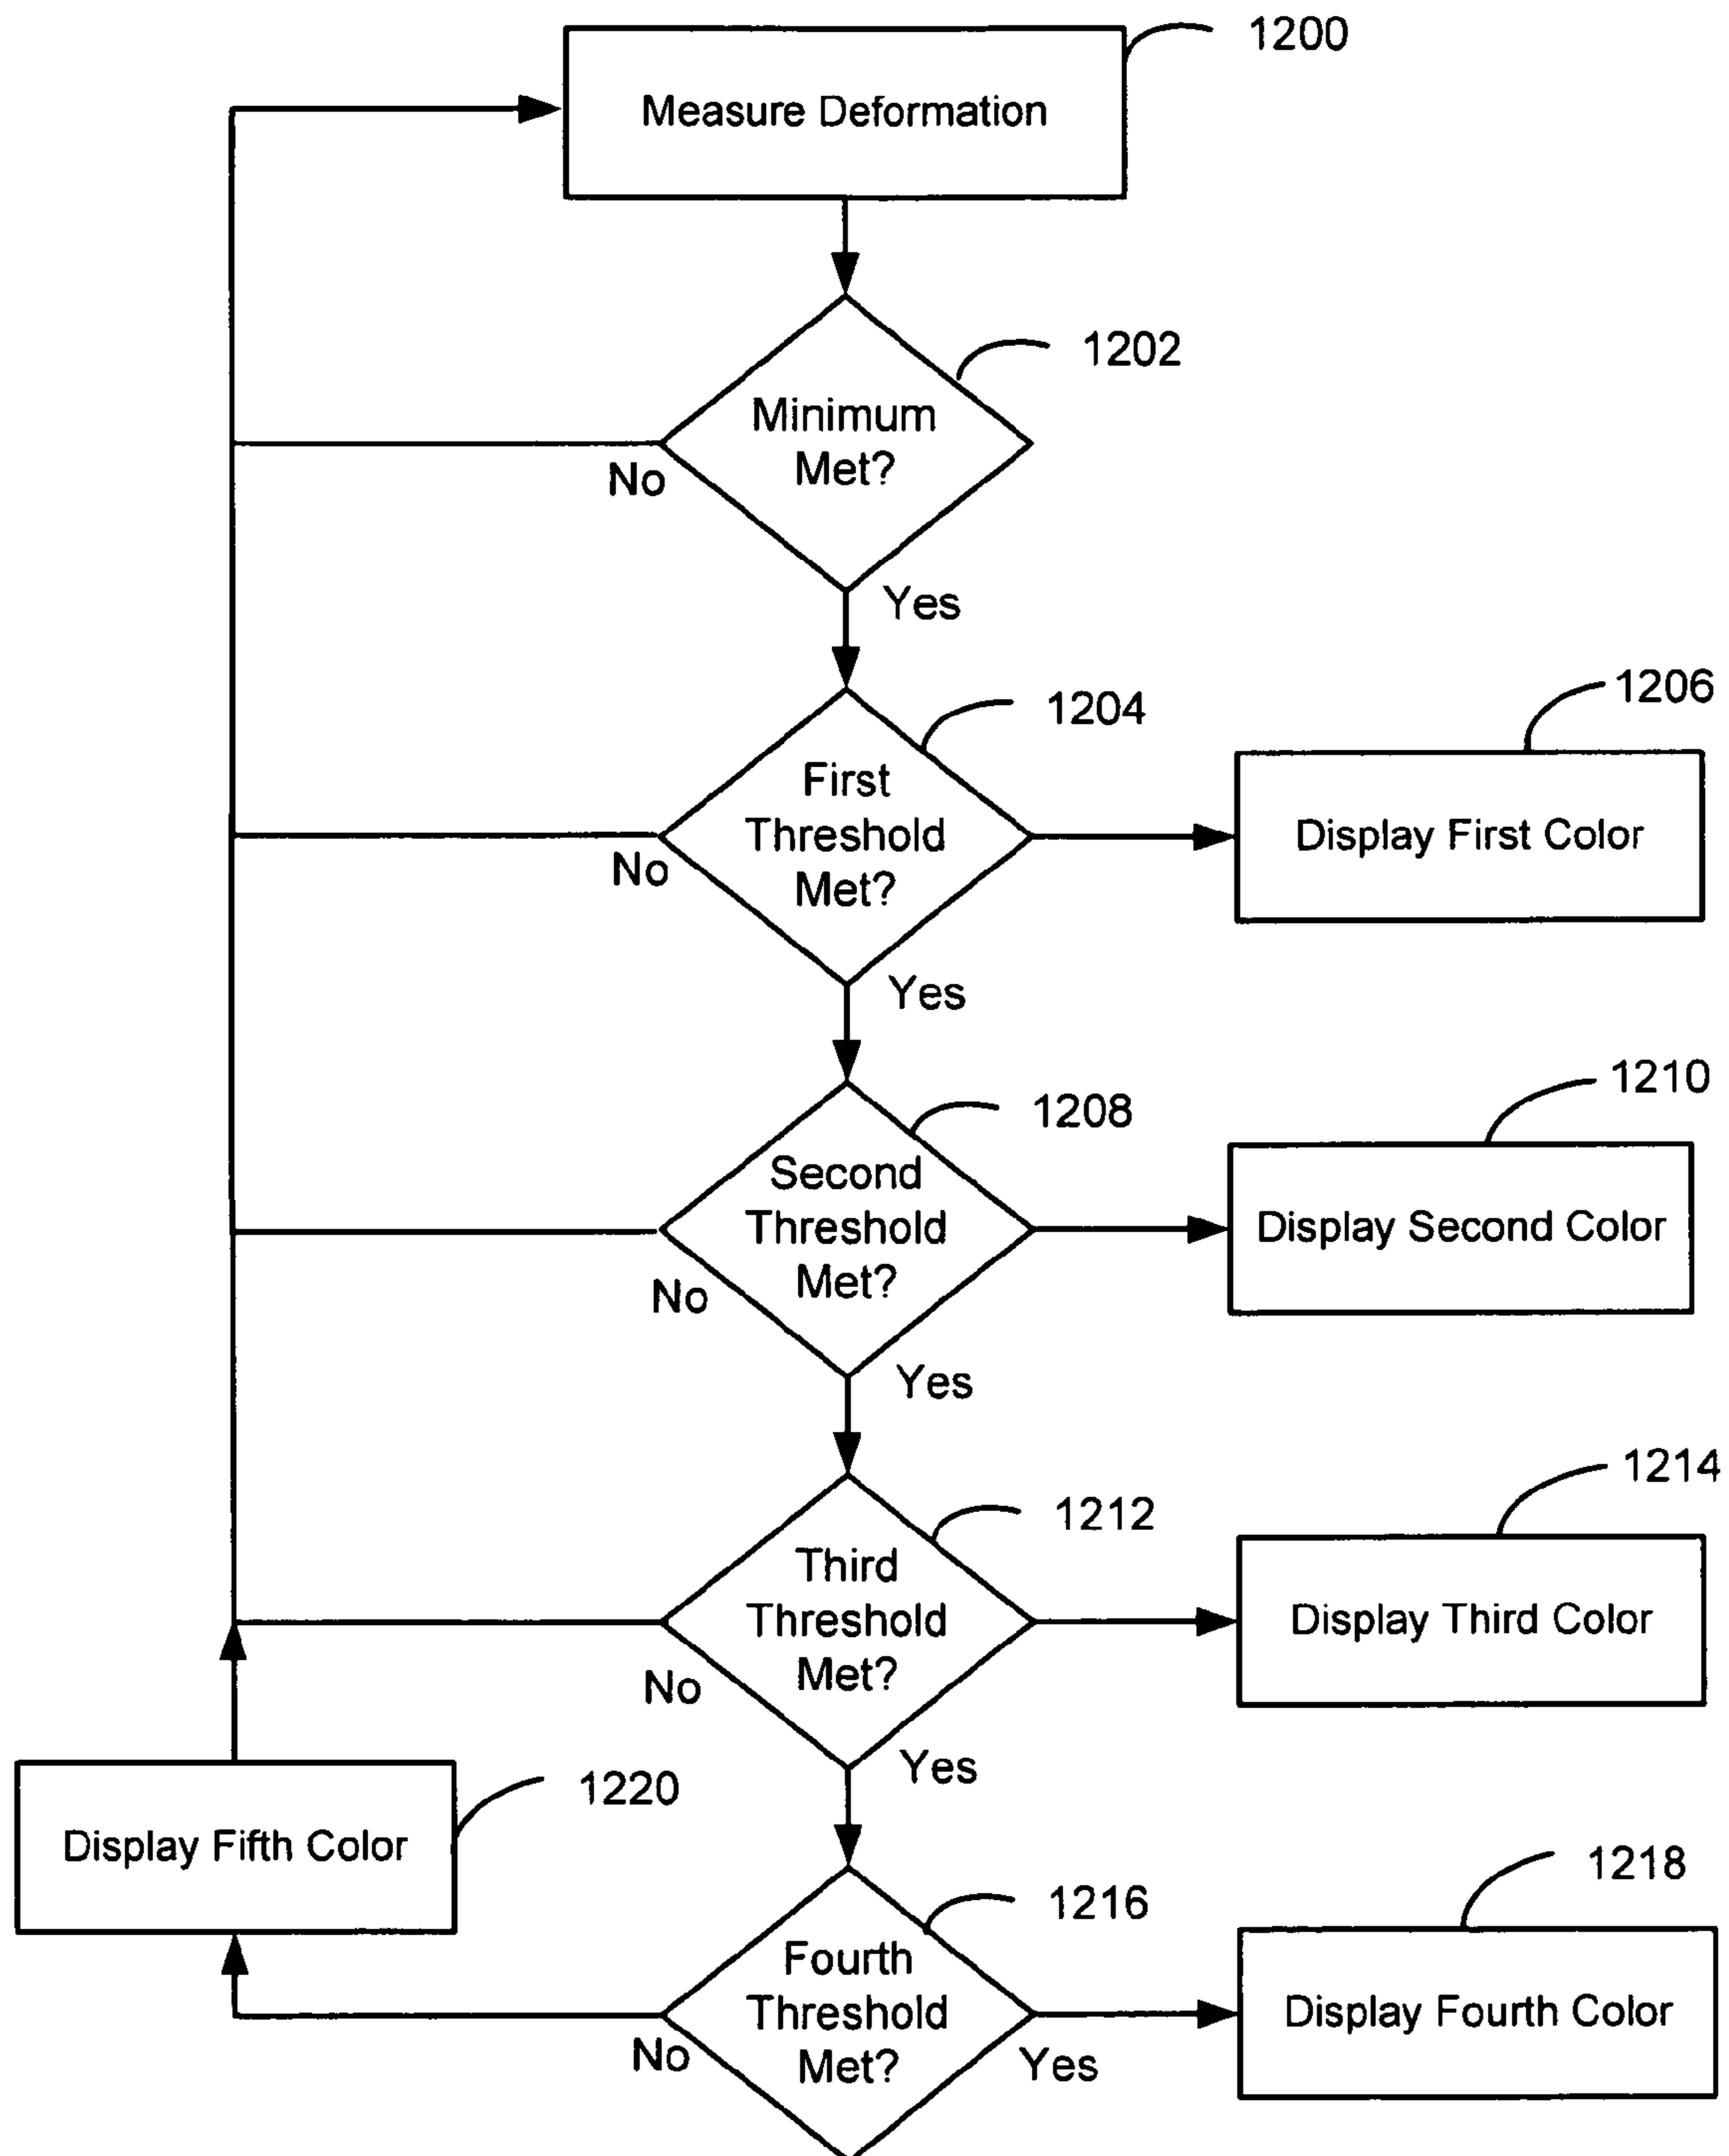 1200
Measure Deformation
1202
Minimum
Met?
No
Yes
1204
1206
First
Threshold
Met?
Display First Color
No
Yes
1208
1210
Second
Threshold
Met?
Display Second Color
No
Yes
1212
1214
Third
Threshold
Met?
Display Third Color
No
Yes
1220
Display Fifth Color
1216
1218
Fourth
Threshold
Met?
Display Fourth Color
No
Yes